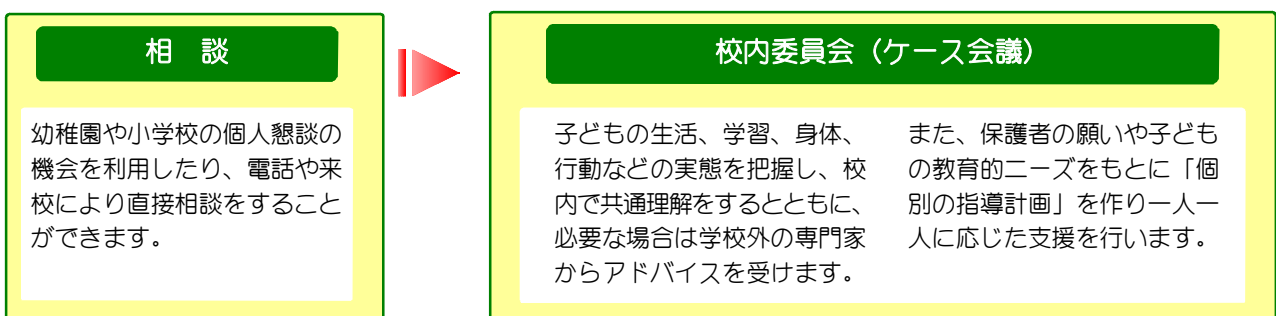 相　談
幼稚園や小学校の個人懇談の
機会を利用したり、電話や来
校により直接相談をすること
ができます。
校内委員会（ケース会議）
子どもの生活、学習、身体、
行動などの実態を把握し、校
内で共通理解をするとともに、
必要な場合は学校外の専門家
からアドバイスを受けます。
また、保護者の願いや子ども
の教育的ニーズをもとに「個
別の指導計画」を作り一人一
人に応じた支援を行います。